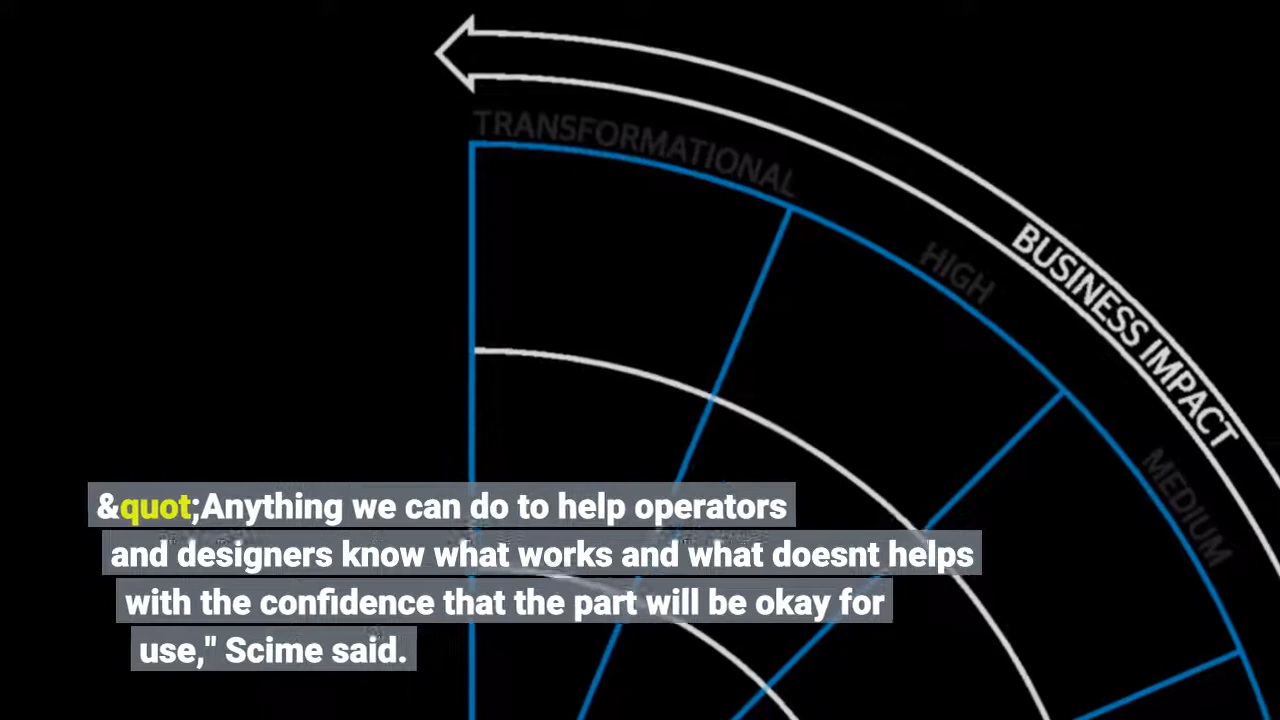 TRANSFORMATIONAL
HIGH
BUSINESS IMPACT
MEDIUM
&quot;Anything we can do to help operators
and designers know what works and what doesnt helps
with the confidence that the part will be okay for
use," Scime said.